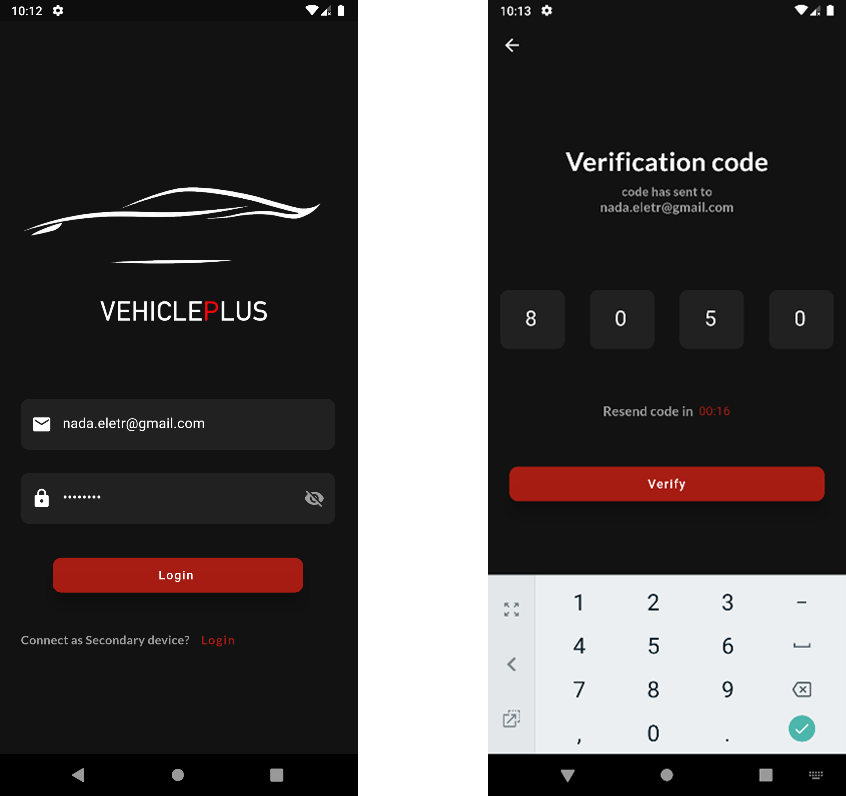 10:12
VEHICLEPLUS
nada.eletr@gmail.com
••••••••
Login
Connect as Secondary device? Login
10:13
Verification code
code has sent to
nada.eletr@gmail.com
8 0 5 0
Resend code in 00:16
Verify
1 2 3 –
4 5 6
7 8 9
, 0 .